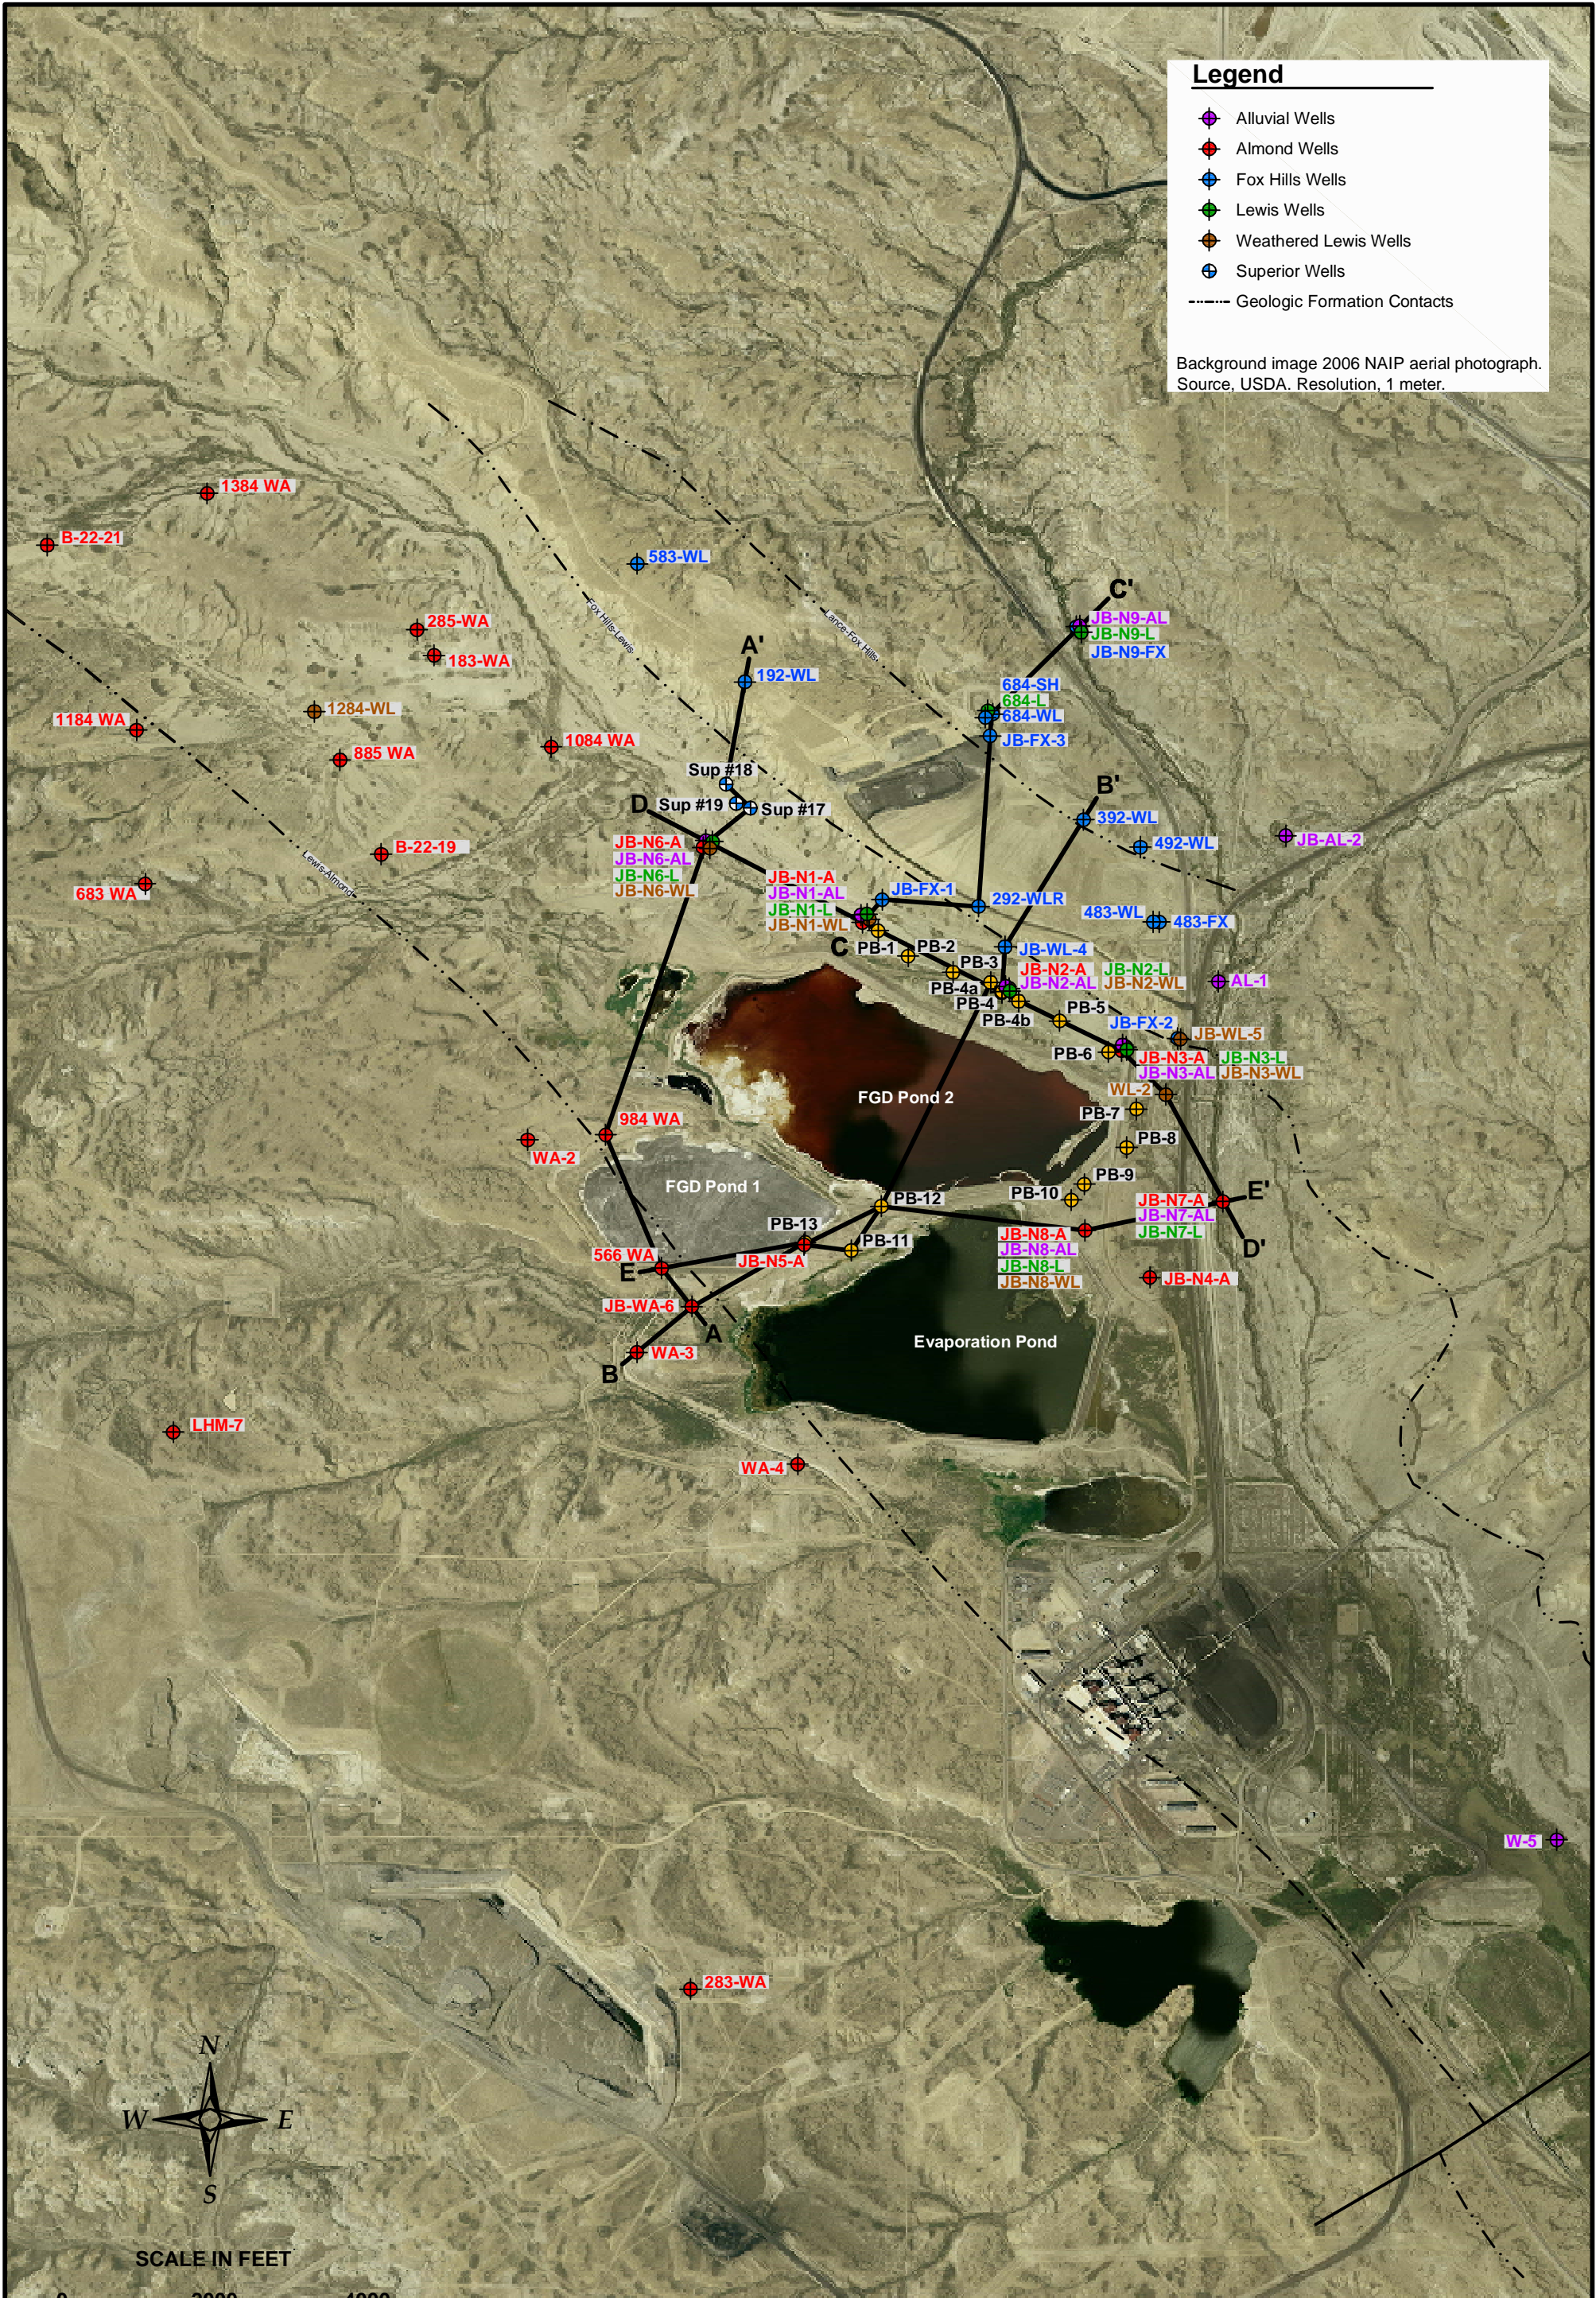 Legend
Alluvial Wells
Almond Wells
Fox Hills Wells
Lewis Wells
Weathered Lewis Wells
Superior Wells
Geologic Formation Contacts
Background image 2006 NAIP aerial photograph.
Source, USDA. Resolution, 1 meter.
1384 WA
B-22-21
583-WL
285-WA
183-WA
1284-WL
1184 WA
885 WA
1084 WA
B-22-19
683 WA
Fox Hills-Lewis
Lance-Fox Hills
Lewis-Almond
A'
192-WL
Sup #18
Sup #19
Sup #17
C'
JB-N9-AL
JB-N9-L
JB-N9-FX
684-SH
684-L
684-WL
JB-FX-3
B'
392-WL
492-WL
JB-AL-2
D
JB-N6-A
JB-N6-AL
JB-N6-L
JB-N6-WL
JB-N1-A
JB-N1-AL
JB-N1-L
JB-N1-WL
JB-FX-1
292-WLR
483-WL
483-FX
C
PB-1
PB-2
PB-3
JB-WL-4
JB-N2-A
JB-N2-L
JB-N2-AL
JB-N2-WL
AL-1
PB-4a
PB-4
PB-4b
PB-5
JB-FX-2
JB-WL-5
PB-6
JB-N3-A
JB-N3-L
JB-N3-AL
JB-N3-WL
WL-2
PB-7
FGD Pond 2
PB-8
984 WA
WA-2
FGD Pond 1
PB-9
PB-10
PB-12
JB-N7-A
JB-N7-AL
JB-N7-L
E'
D'
PB-13
PB-11
JB-N5-A
JB-N8-A
JB-N8-AL
JB-N8-L
JB-N8-WL
566 WA
E
JB-N4-A
JB-WA-6
A
Evaporation Pond
WA-3
B
LHM-7
WA-4
W-5
283-WA
N
W
E
S
SCALE IN FEET
0 2000 4000